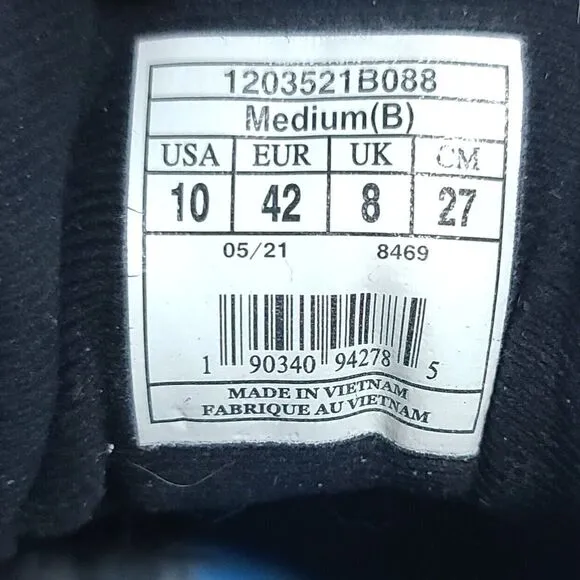 1203521B088
Medium(B)
USA EUR UK CM
10 42 8 27
05/21 8469
1 90340 94278 5
MADE IN VIETNAM
FABRIQUE AU VIETNAM